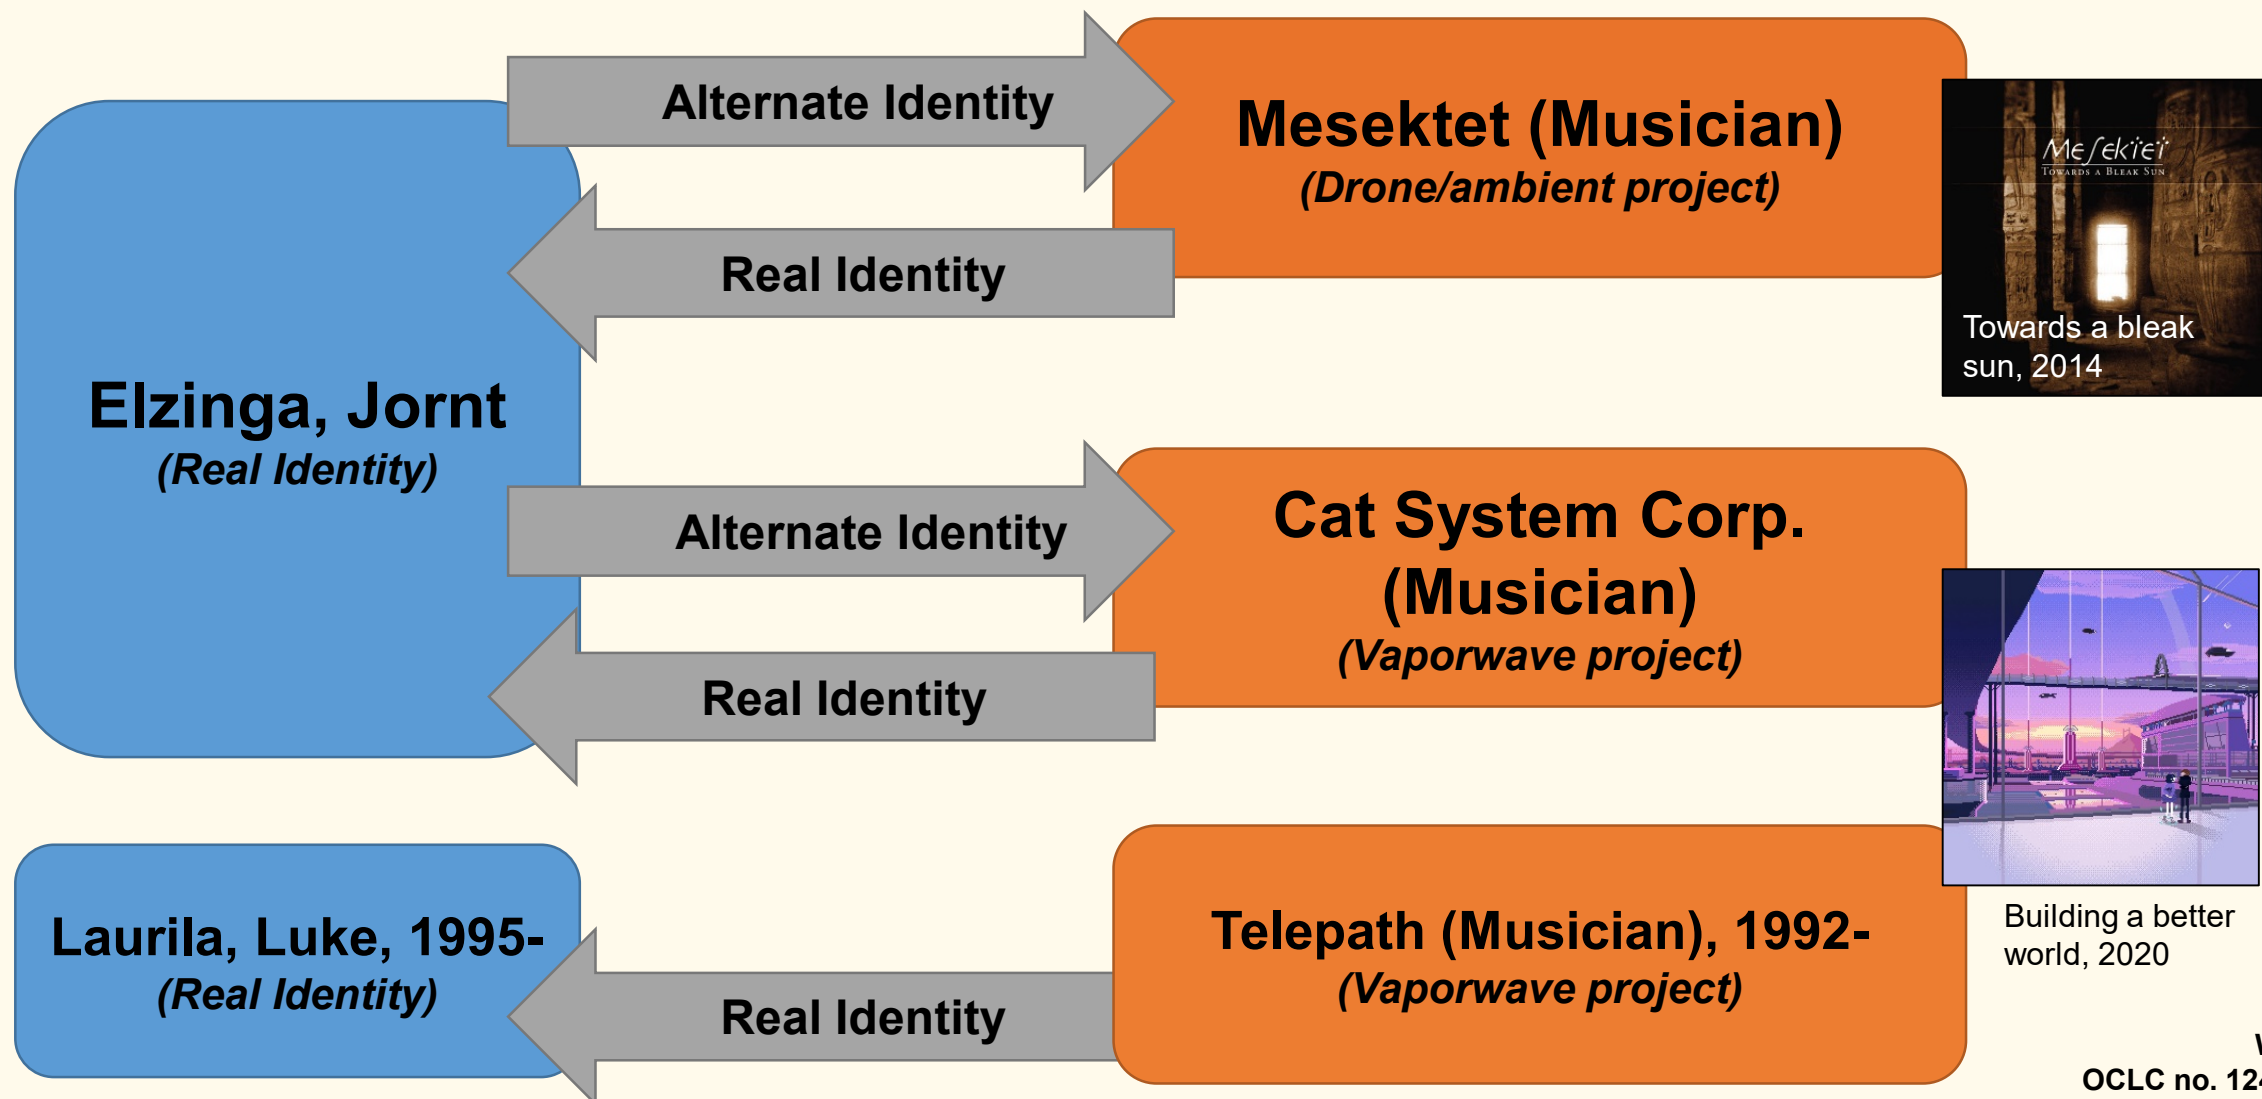 Alternate Identity
Mesektet (Musician)
(Drone/ambient project)
Real Identity
Mesektet
Towards a Bleak Sun
Towards a bleak
sun, 2014
Elzinga, Jornt
(Real Identity)
Alternate Identity
Cat System Corp.
(Musician)
(Vaporwave project)
Real Identity
Laurila, Luke, 1995-
(Real Identity)
Real Identity
Telepath (Musician), 1992-
(Vaporwave project)
Building a better
world, 2020
OCLC no. 124